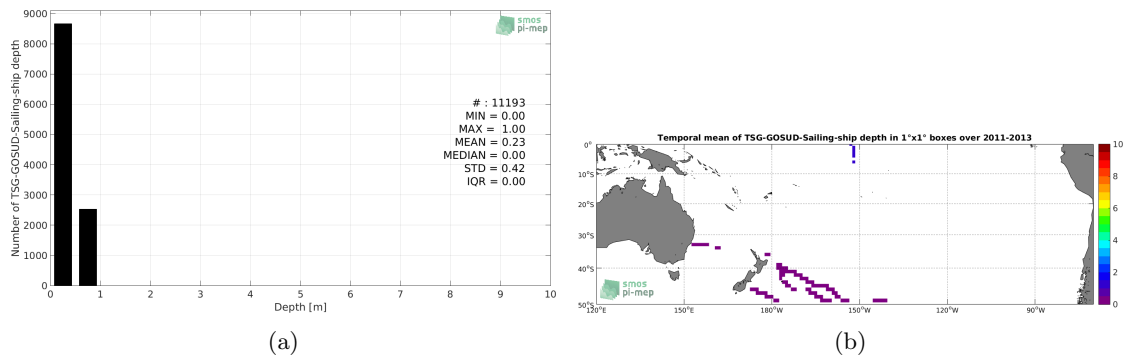 9000
8000
7000
6000
5000
4000
3000
2000
1000
0
Number of TSG-GOSUD-Sailing-ship depth
smos
pi-mep
# : 11193
MIN = 0.00
MAX = 1.00
MEAN = 0.23
MEDIAN = 0.00
STD = 0.42
IQR = 0.00
0 1 2 3 4 5 6 7 8 9 10
Depth [m]
(a)
Temporal mean of TSG-GOSUD-Sailing-ship depth in 1°x1° boxes over 2011-2013
0°
10°S
20°S
30°S
40°S
50°S
smos
pi-mep
120°E 150°E 180°W 150°W 120°W 90°W
10
8
6
4
2
0
(b)